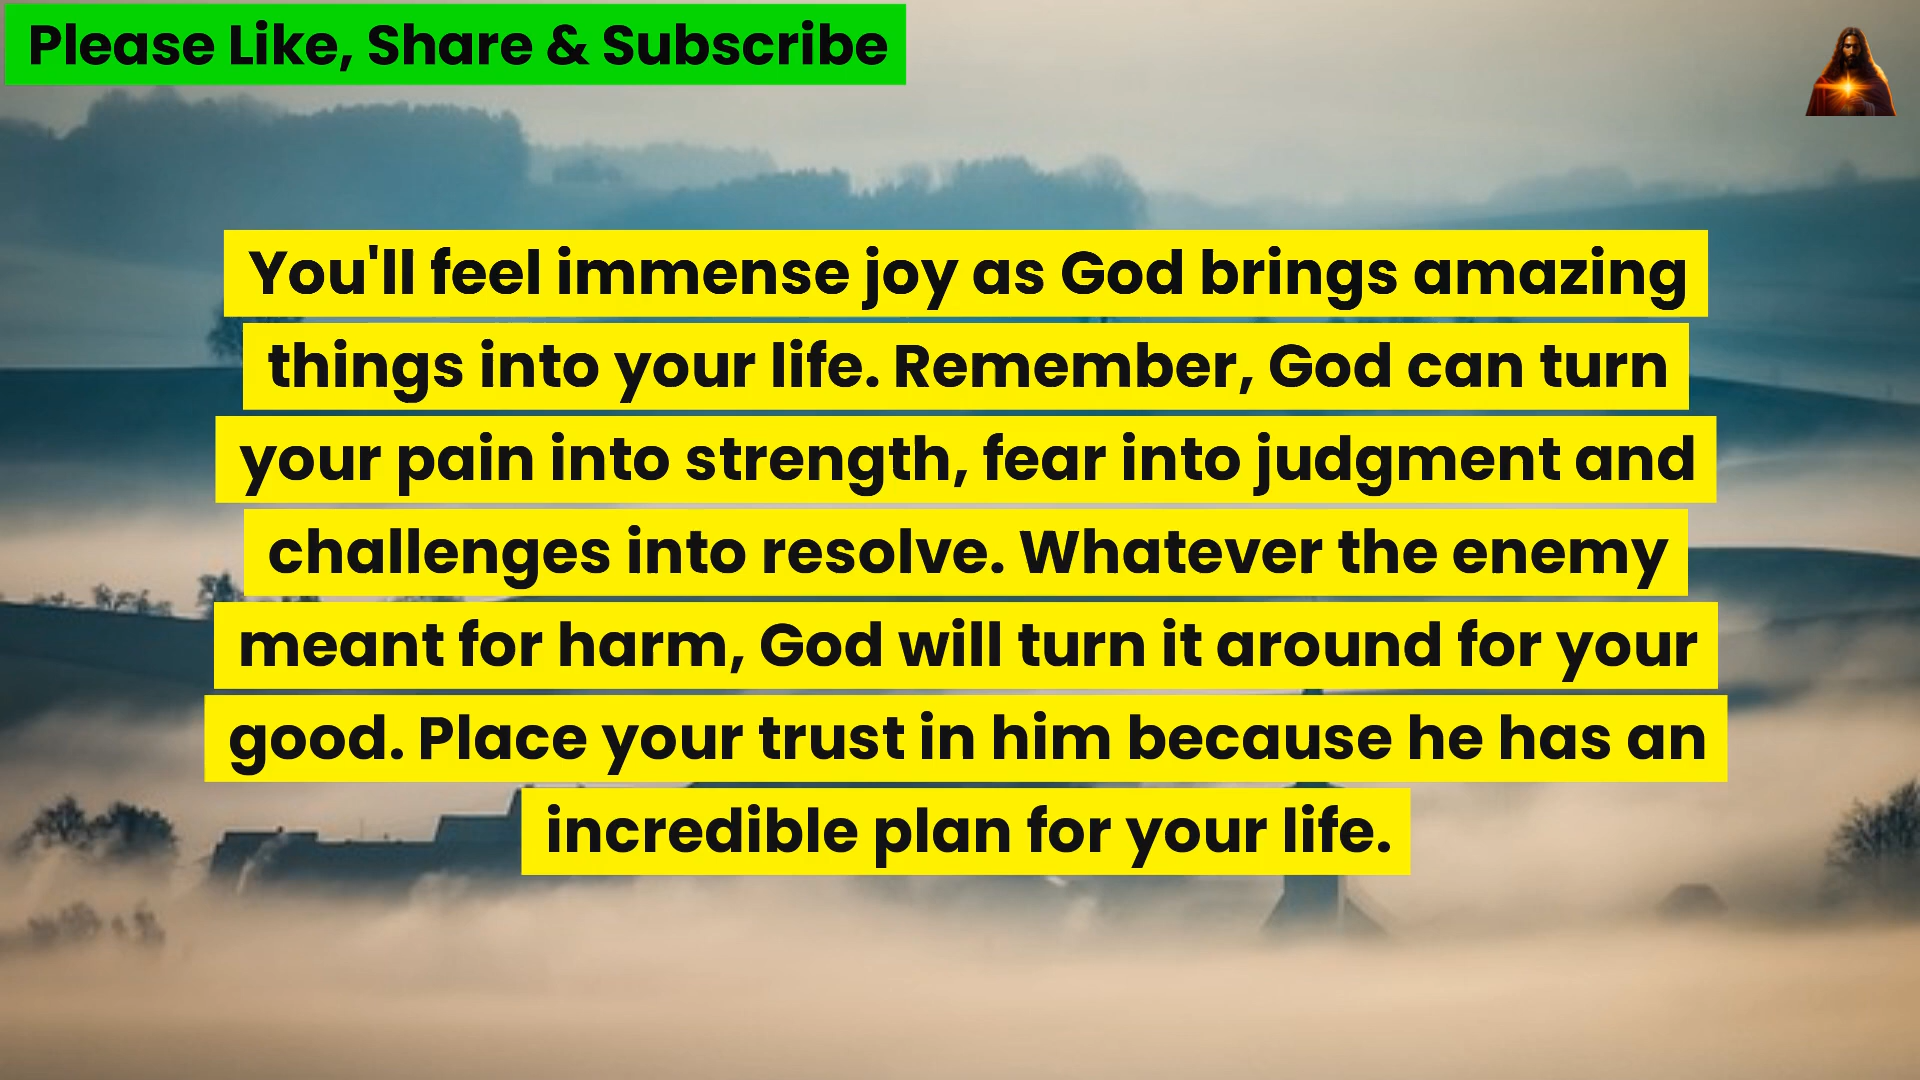 Please Like, Share & Subscribe
You'll feel immense joy as God brings amazing
things into your life. Remember, God can turn
your pain into strength, fear into judgment and
challenges into resolve. Whatever the enemy
meant for harm, God will turn it around for your
good. Place your trust in him because he has an
incredible plan for your life.